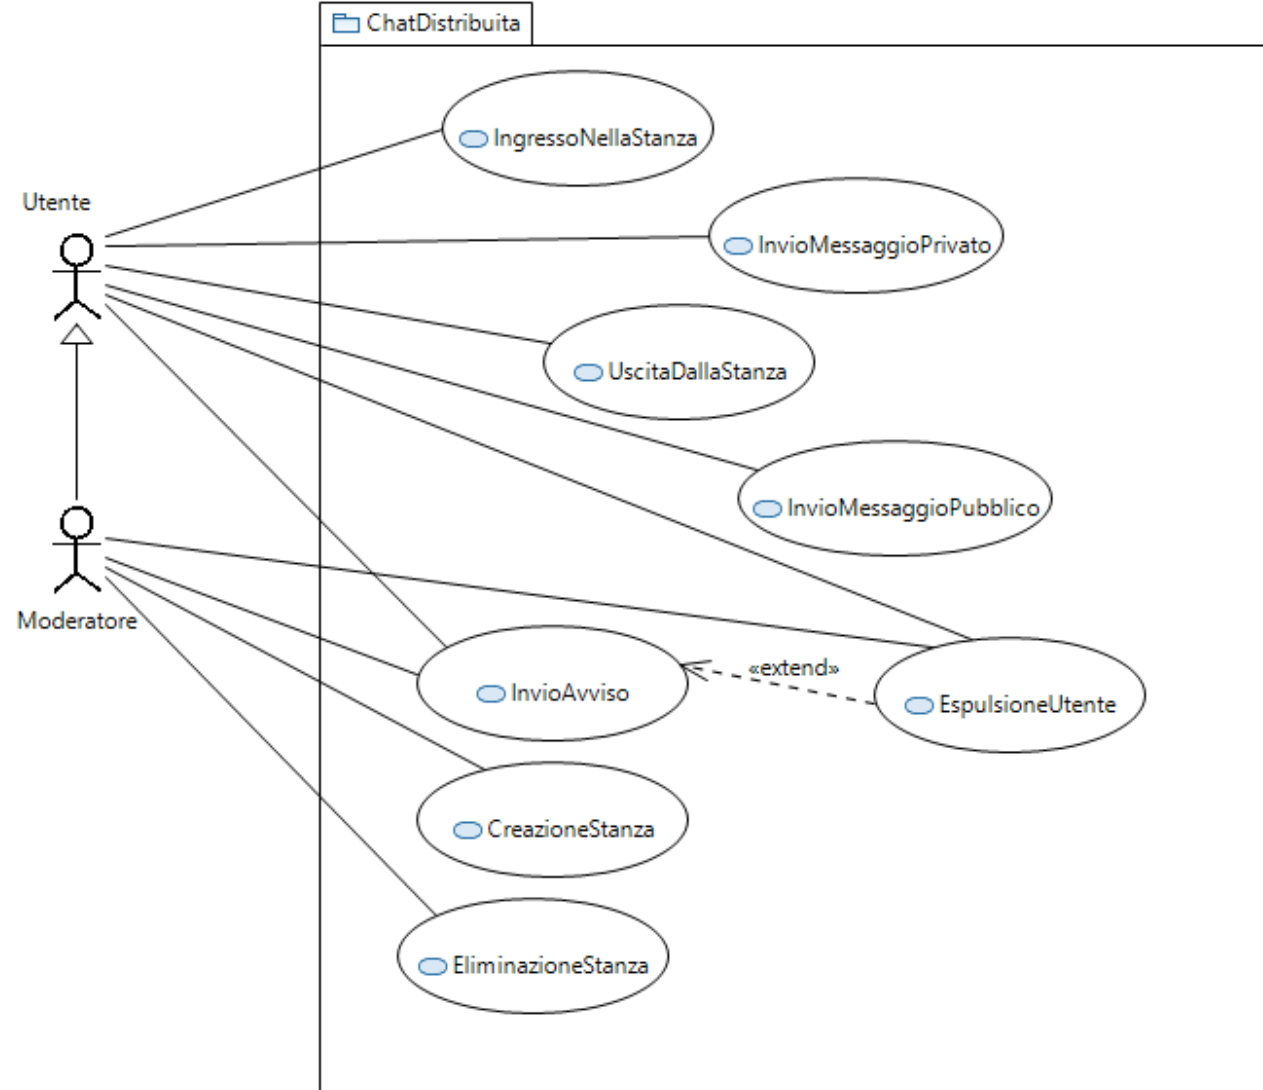 ChatDistribuita
IngressoNellaStanza
Utente
InvioMessaggioPrivato
UscitaDallaStanza
InvioMessaggioPubblico
Moderatore
«extend»
InvioAvviso
EspulsioneUtente
CreazioneStanza
EliminazioneStanza